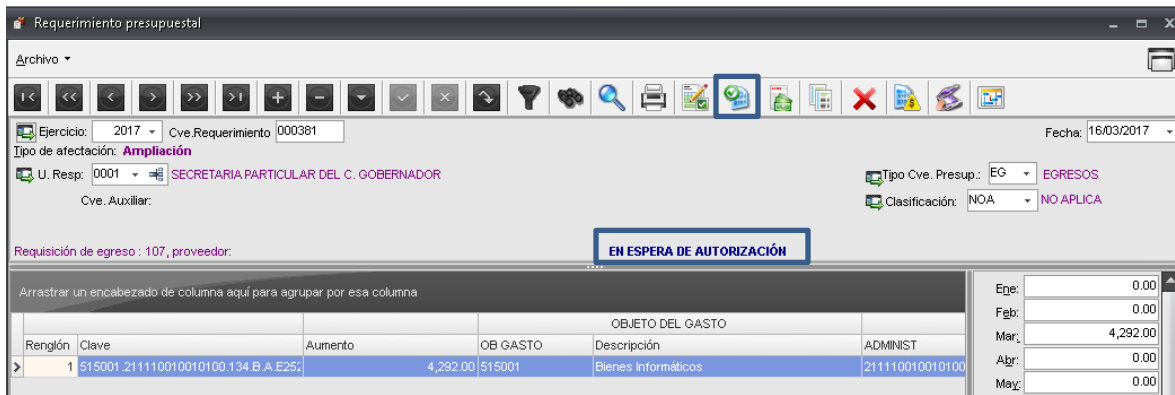 Requerimiento presupuestal
Archivo
Ejercicio: 2017 Cve.Requerimiento 000381 Fecha: 16/03/2017
Tipo de afectación: Ampliación
U. Resp: 0001 SECRETARIA PARTICULAR DEL C. GOBERNADOR Tipo Cve. Presup.: EG EGRESOS
Cve. Auxiliar: Clasificación: NOA NO APLICA
Requisición de egreso : 107, proveedor: EN ESPERA DE AUTORIZACIÓN
Arrastrar un encabezado de columna aquí para agrupar por esa columna Ene: 0.00
OBJETO DEL GASTO Feb: 0.00
Renglón Clave Aumento OB GASTO Descripción ADMINIST Mar: 4,292.00
1 515001.211110010010100.134.B.A.E252 4,292.00 515001 Bienes Informáticos 211110010010100 Abr: 0.00
May: 0.00